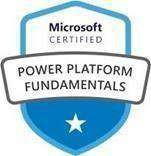 Microsoft
CERTIFIED
POWER PLATFORM
FUNDAMENTALS